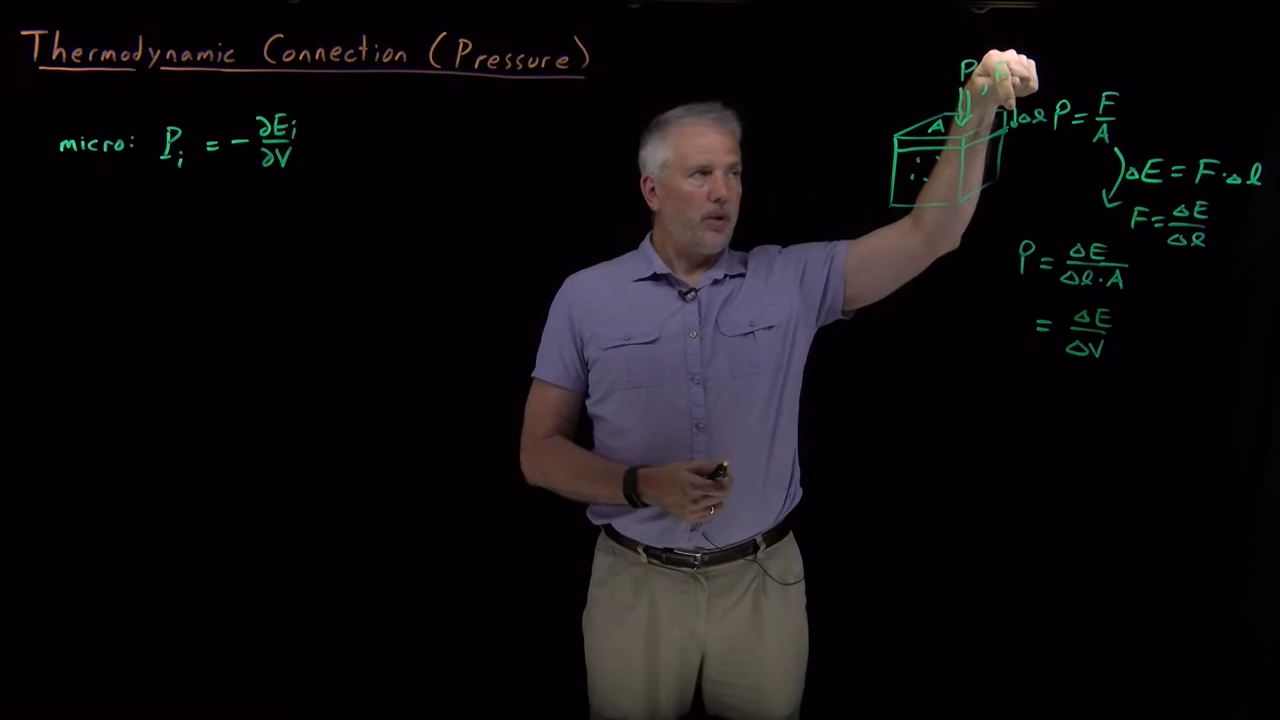 Thermodynamic Connection (Pressure)
micro: Pᵢ = -∂Eᵢ/∂V
P, F
A
Δl
P = F/A
ΔE = F·Δl
F = ΔE/Δl
P = ΔE/(Δl·A)
= ΔE/ΔV